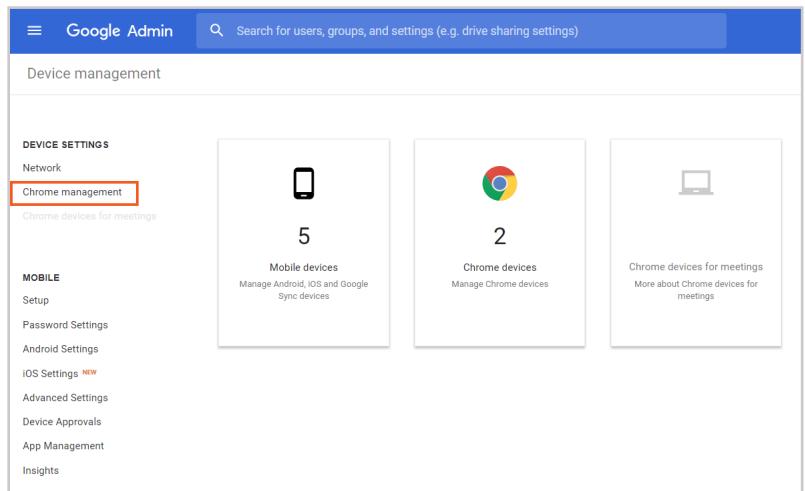 Google Admin
Search for users, groups, and settings (e.g. drive sharing settings)
Device management
DEVICE SETTINGS
Network
Chrome management
Chrome devices for meetings
MOBILE
Setup
Password Settings
Android Settings
iOS Settings NEW
Advanced Settings
Device Approvals
App Management
Insights
5
Mobile devices
Manage Android, iOS and Google
Sync devices
2
Chrome devices
Manage Chrome devices
Chrome devices for meetings
More about Chrome devices for
meetings